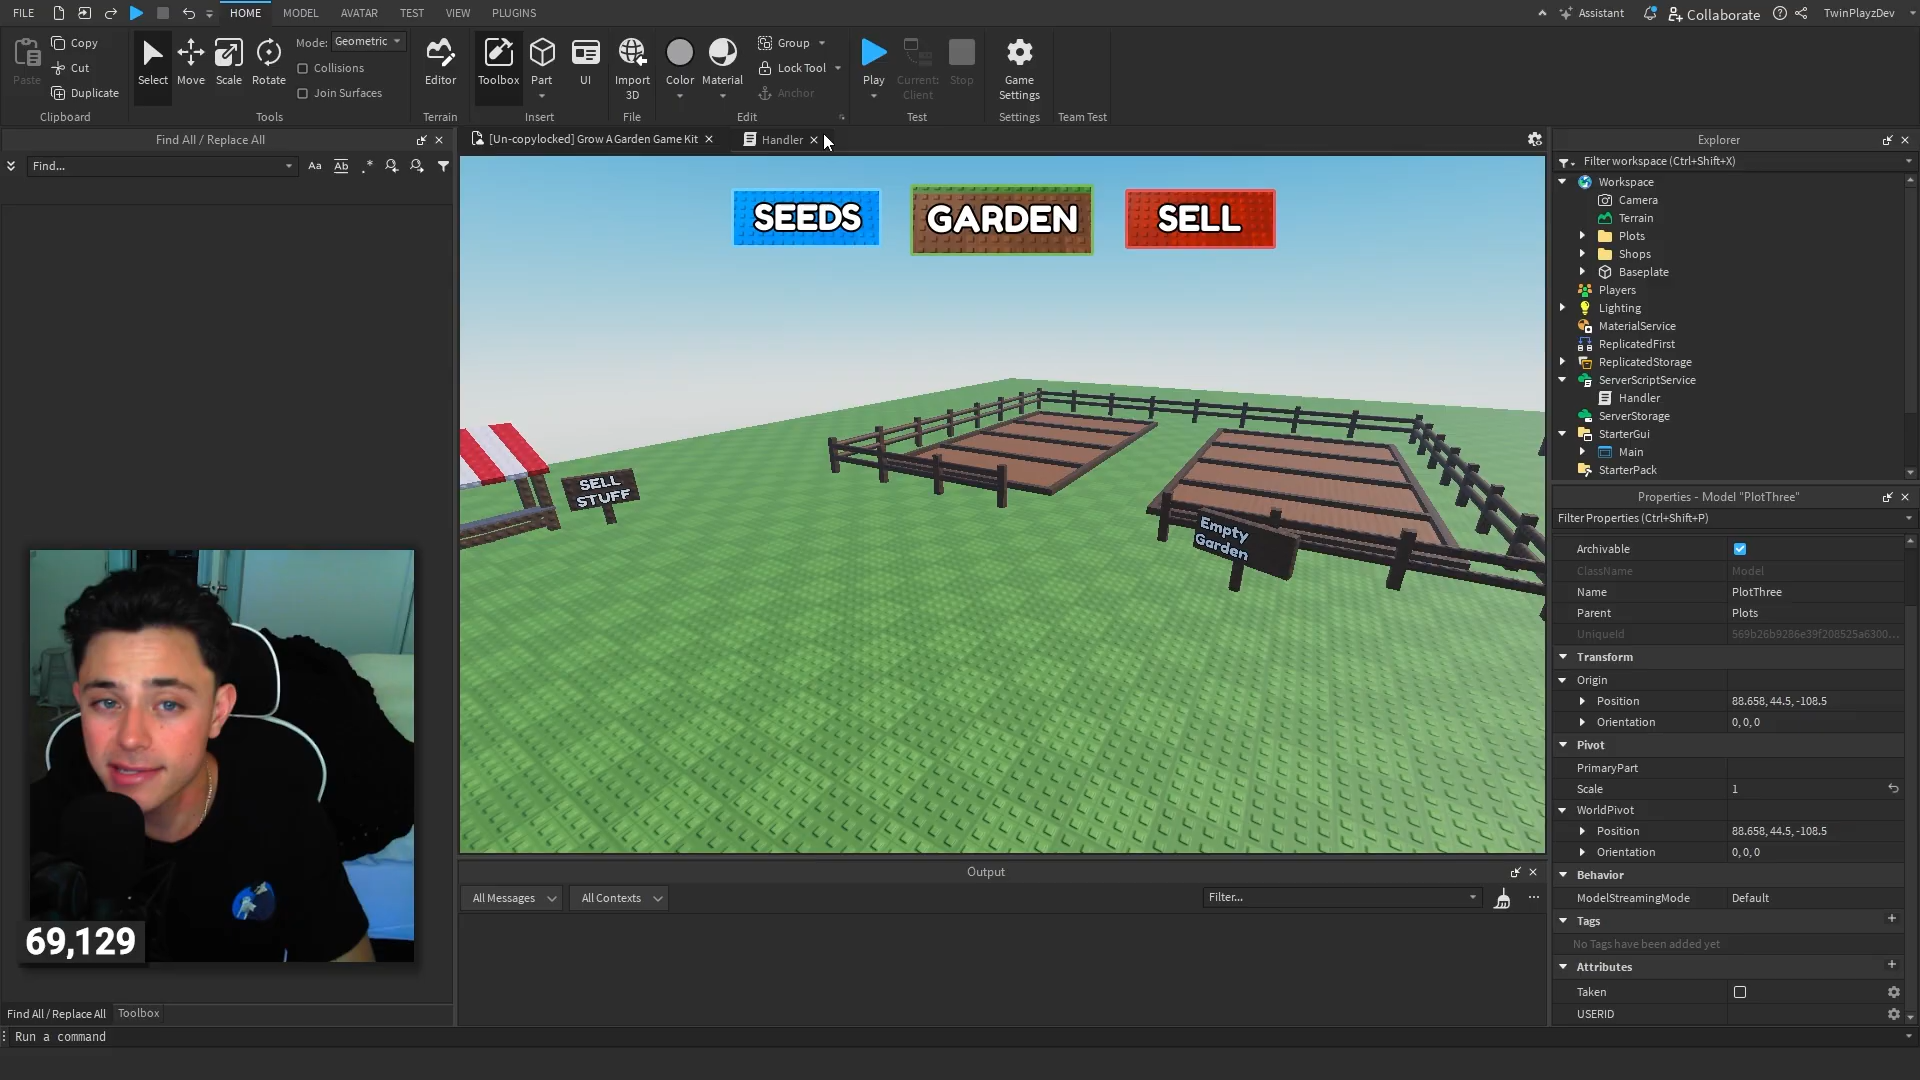 FILE
HOME
MODEL
AVATAR
TEST
VIEW
PLUGINS
Assistant
Collaborate
TwinPlayzDev
Paste
Copy
Cut
Duplicate
Clipboard
Select
Move
Scale
Rotate
Mode:
Geometric
Collisions
Join Surfaces
Tools
Editor
Terrain
Toolbox
Part
UI
Insert
Import
3D
File
Color
Material
Group
Lock Tool
Anchor
Edit
Play
Current:
Client
Stop
Test
Game
Settings
Settings
Team Test
Find All / Replace All
Find...
Aa
Ab
.*
[Un-copylocked] Grow A Garden Game Kit
Handler
SEEDS
GARDEN
SELL
SELL
STUFF
Empty
Garden
69,129
Find All / Replace All
Toolbox
Run a command
Output
All Messages
All Contexts
Filter...
Explorer
Filter workspace (Ctrl+Shift+X)
Workspace
Camera
Terrain
Plots
Shops
Baseplate
Players
Lighting
MaterialService
ReplicatedFirst
ReplicatedStorage
ServerScriptService
Handler
ServerStorage
StarterGui
Main
StarterPack
Properties - Model "PlotThree"
Filter Properties (Ctrl+Shift+P)
Archivable
ClassName Model
Name PlotThree
Parent Plots
UniqueId 569b26b9286e39f208525a6300...
Transform
Origin
Position 88.658, 44.5, -108.5
Orientation 0, 0, 0
Pivot
PrimaryPart
Scale 1
WorldPivot
Position 88.658, 44.5, -108.5
Orientation 0, 0, 0
Behavior
ModelStreamingMode Default
Tags
No Tags have been added yet
Attributes
Taken
USERID